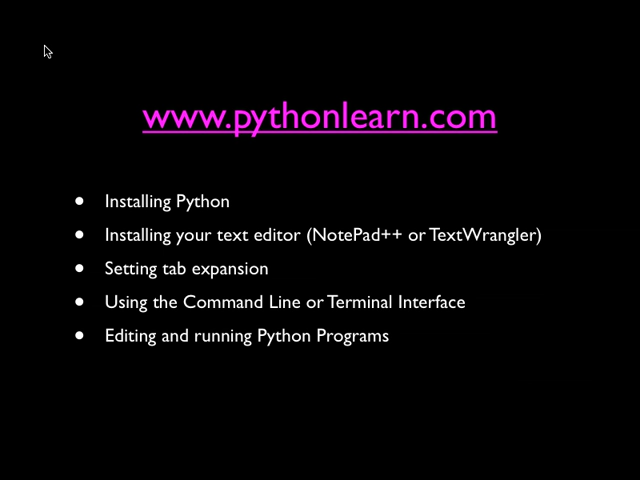 www.pythonlearn.com
• Installing Python
• Installing your text editor (NotePad++ or TextWrangler)
• Setting tab expansion
• Using the Command Line or Terminal Interface
• Editing and running Python Programs